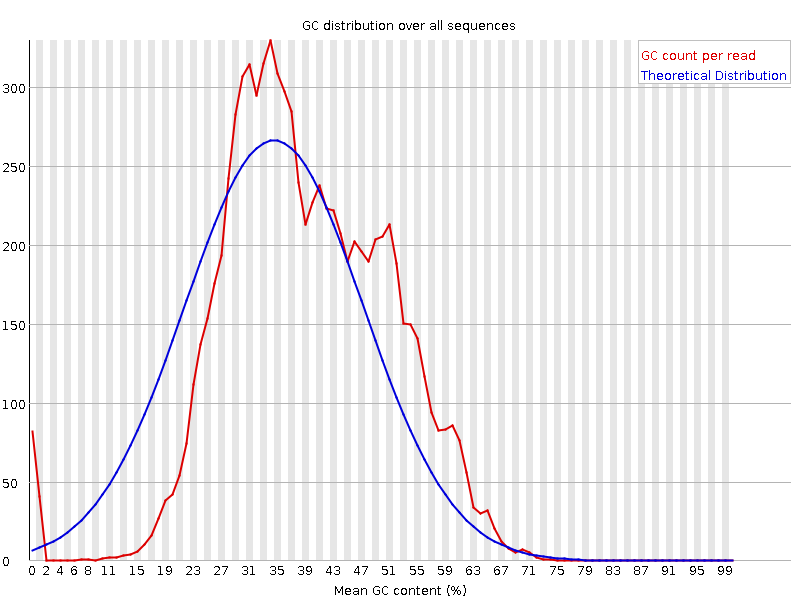 GC distribution over all sequences
GC count per read
Theoretical Distribution
300
250
200
150
100
50
0
0 2 4 6 8 11 15 19 23 27 31 35 39 43 47 51 55 59 63 67 71 75 79 83 87 91 95 99
Mean GC content (%)